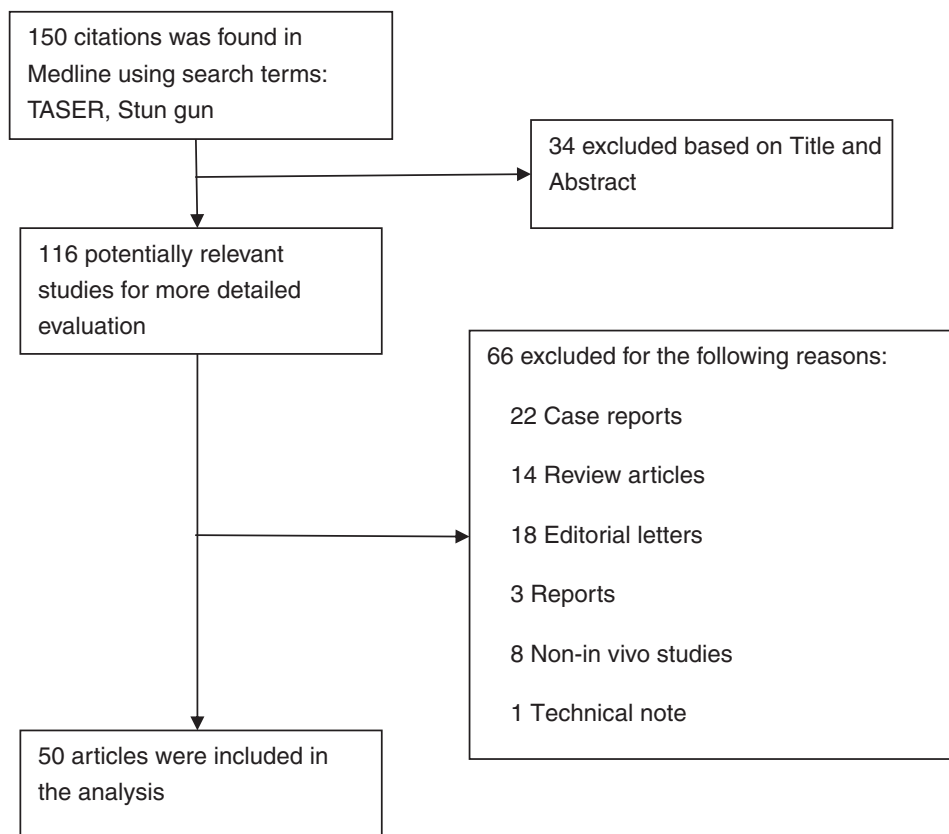 150 citations was found in
Medline using search terms:
TASER, Stun gun
34 excluded based on Title and
Abstract
116 potentially relevant
studies for more detailed
evaluation
66 excluded for the following reasons:
22 Case reports
14 Review articles
18 Editorial letters
3 Reports
8 Non-in vivo studies
1 Technical note
50 articles were included in
the analysis